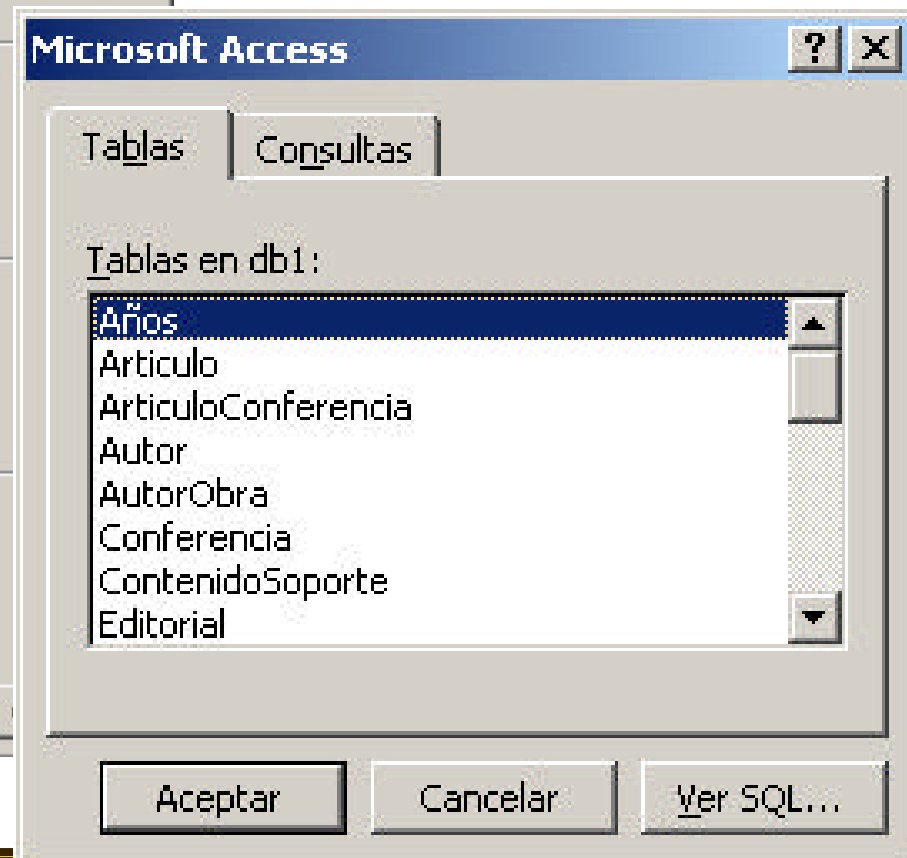 Microsoft Access
Tablas
Consultas
Tablas en db1:
Años
Articulo
ArticuloConferencia
Autor
AutorObra
Conferencia
ContenidoSoporte
Editorial
Aceptar
Cancelar
Ver SQL...